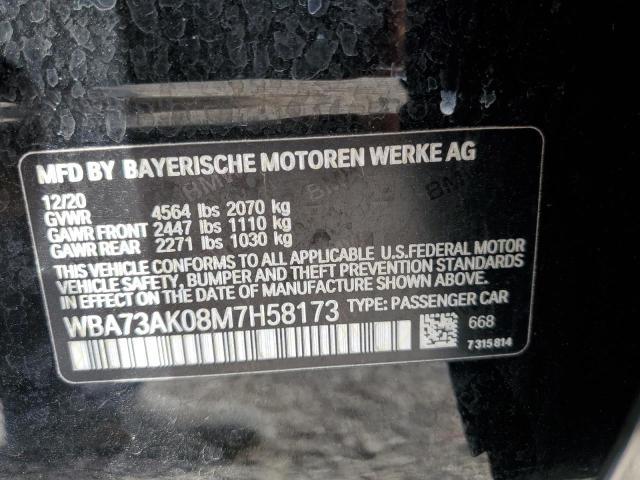 MFD BY BAYERISCHE MOTOREN WERKE AG
12/20
GVWR 4564 lbs 2070 kg
GAWR FRONT 2447 lbs 1110 kg
GAWR REAR 2271 lbs 1030 kg
THIS VEHICLE CONFORMS TO ALL APPLICABLE U.S.FEDERAL MOTOR
VEHICLE SAFETY, BUMPER AND THEFT PREVENTION STANDARDS
IN EFFECT ON THE DATE OF MANUFACTURE SHOWN ABOVE.
WBA73AK08M7H58173 TYPE: PASSENGER CAR
668
7315814